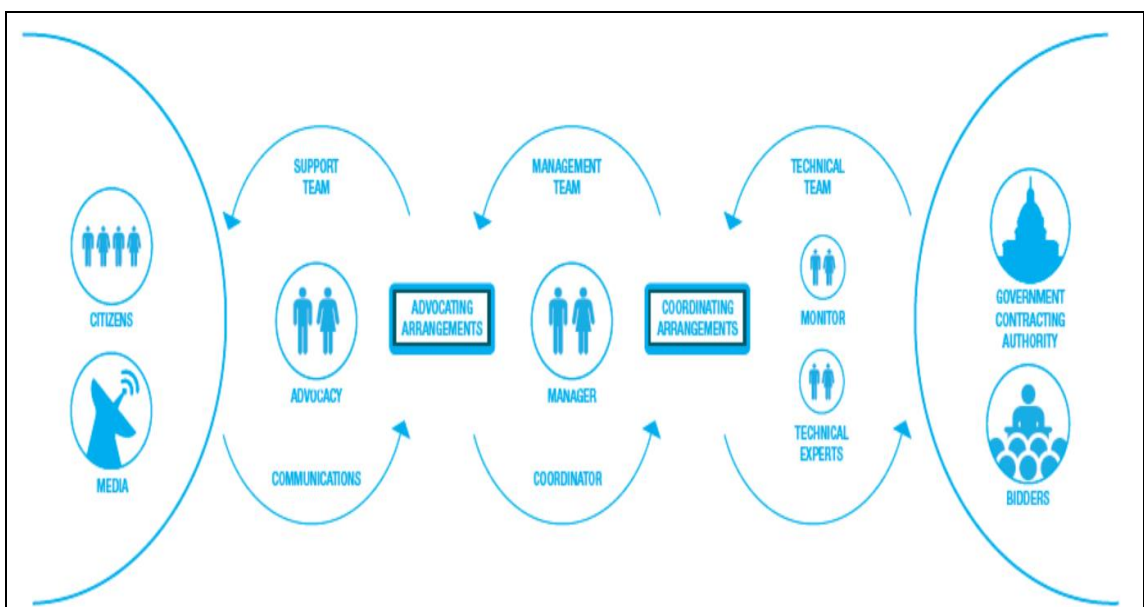 SUPPORT
TEAM
MANAGEMENT
TEAM
TECHNICAL
TEAM
CITIZENS
MEDIA
ADVOCACY
COMMUNICATIONS
ADVOCATING
ARRANGEMENTS
MANAGER
COORDINATOR
COORDINATING
ARRANGEMENTS
MONITOR
TECHNICAL
EXPERTS
GOVERNMENT
CONTRACTING
AUTHORITY
BIDDERS